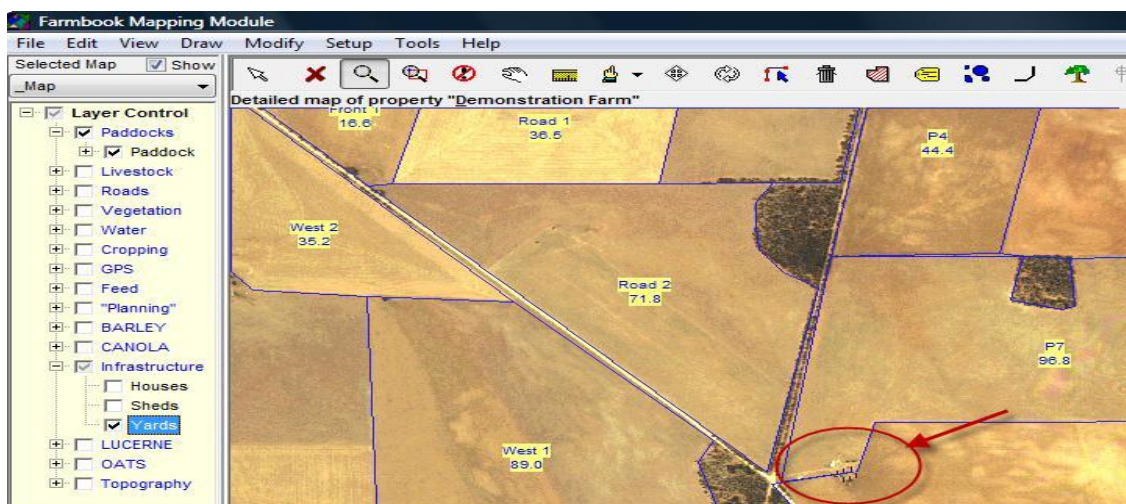 Farmbook Mapping Module
File Edit View Draw Modify Setup Tools Help
Selected Map Show
_Map
Detailed map of property "Demonstration Farm"
Layer Control
Paddocks
Paddock
Livestock
Roads
Vegetation
Water
Cropping
GPS
Feed
"Planning"
BARLEY
CANOLA
Infrastructure
Houses
Sheds
Yards
LUCERNE
OATS
Topography
Front 1
16.6
Road 1
36.5
P4
44.4
West 2
35.2
Road 2
71.8
P7
96.8
West 1
89.0